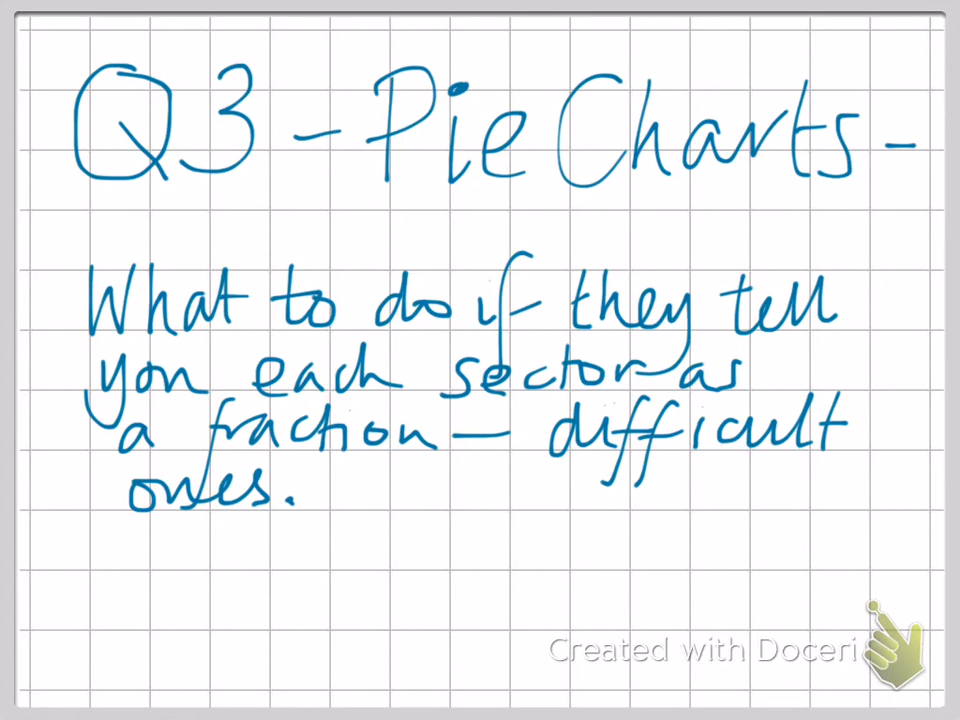 Q3 - Pie Charts -
What to do if they tell
you each sector as
a fraction - difficult
ones.
Created with Doceri